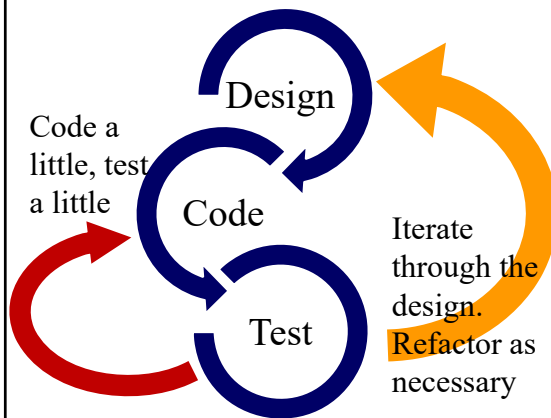 Design
Code a
little, test
a little
Code
Iterate
through the
design.
Refactor as
necessary
Test